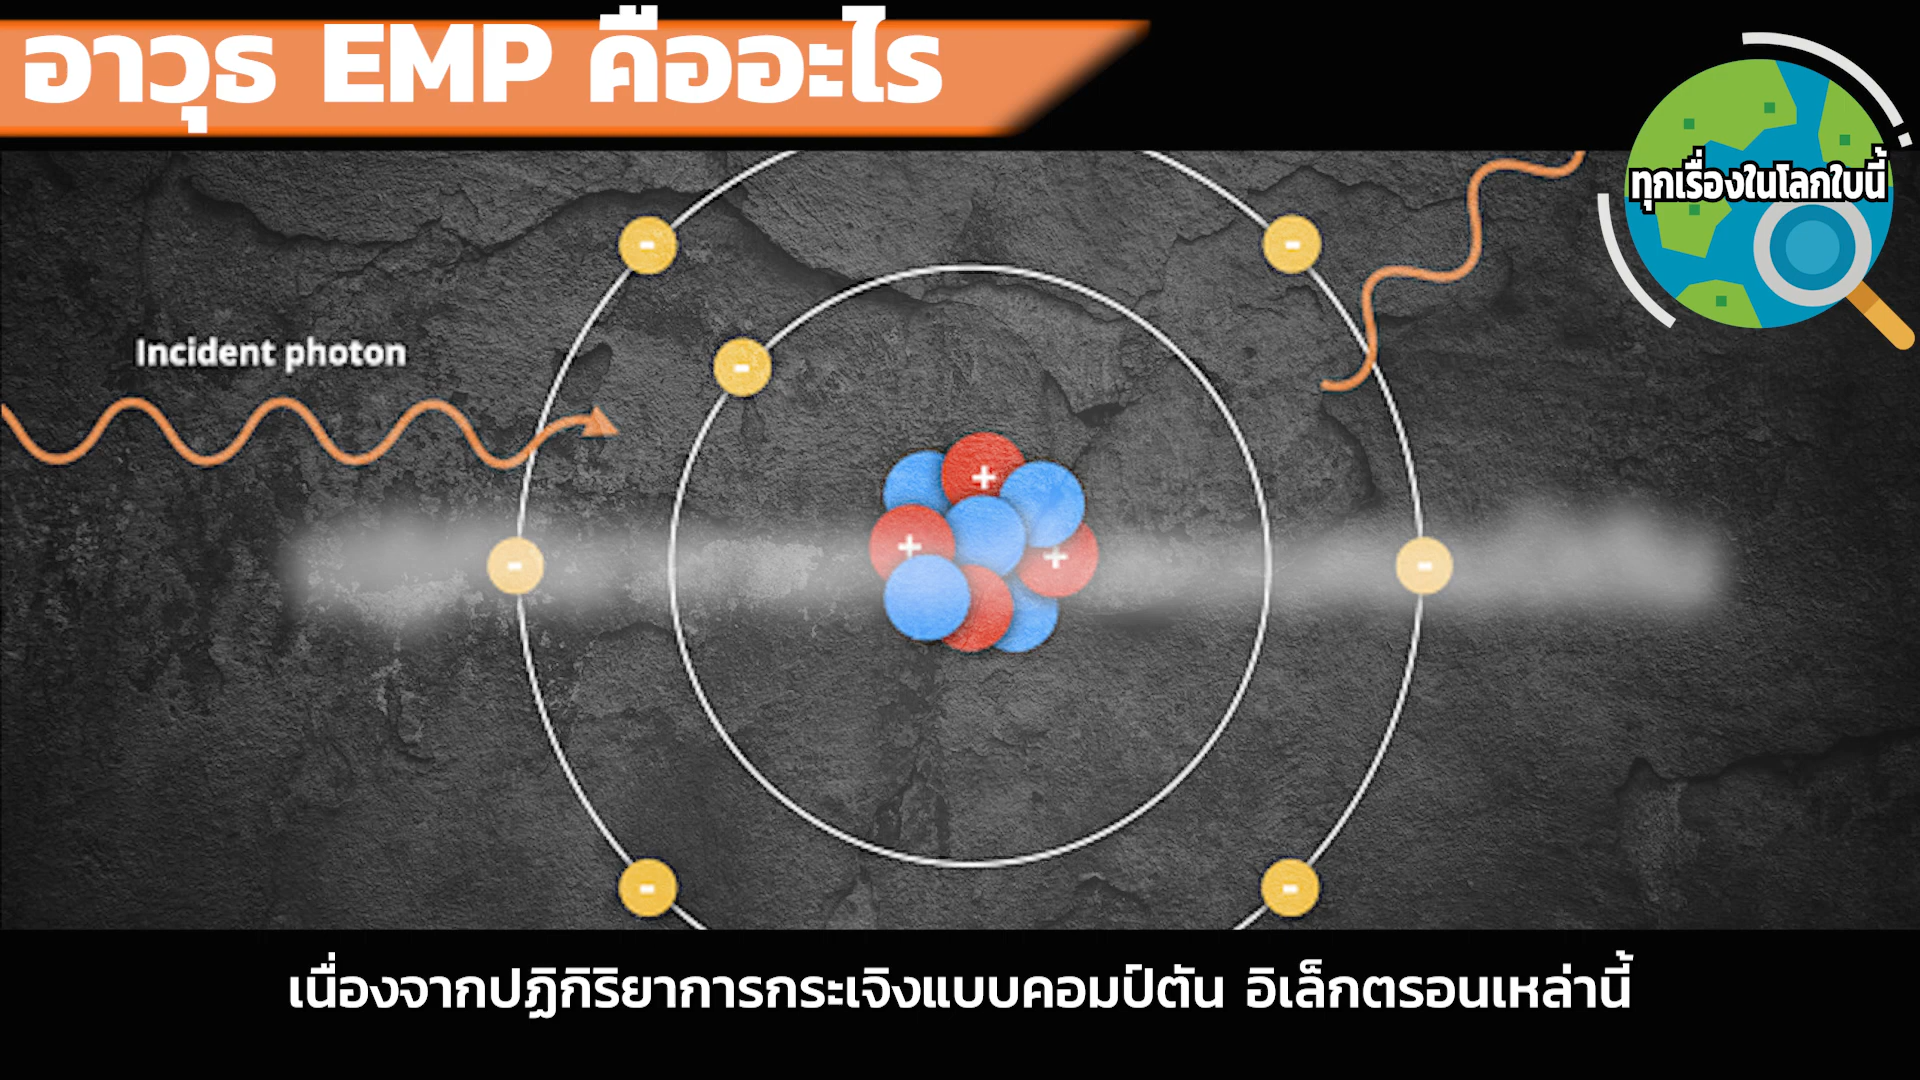 อาวุธ EMP คืออะไร
ทุกเรื่องในโลกใบนี้
Incident photon
เนื่องจากปฏิกิริยาการกระเจิงแบบคอมป์ตัน อิเล็กตรอนเหล่านี้